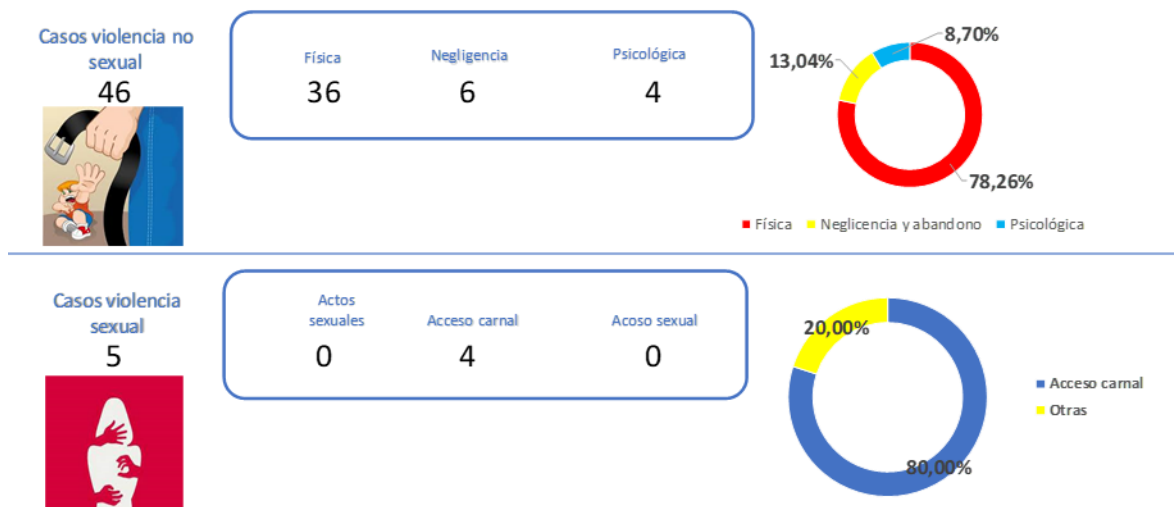 Casos violencia no
sexual
46
Física
Negligencia
Psicológica
36
6
4
8,70%
13,04%
78,26%
Física
Neglicencia y abandono
Psicológica
Casos violencia
sexual
5
Actos
sexuales
Acceso carnal
Acoso sexual
0
4
0
20,00%
80,00%
Acceso carnal
Otras